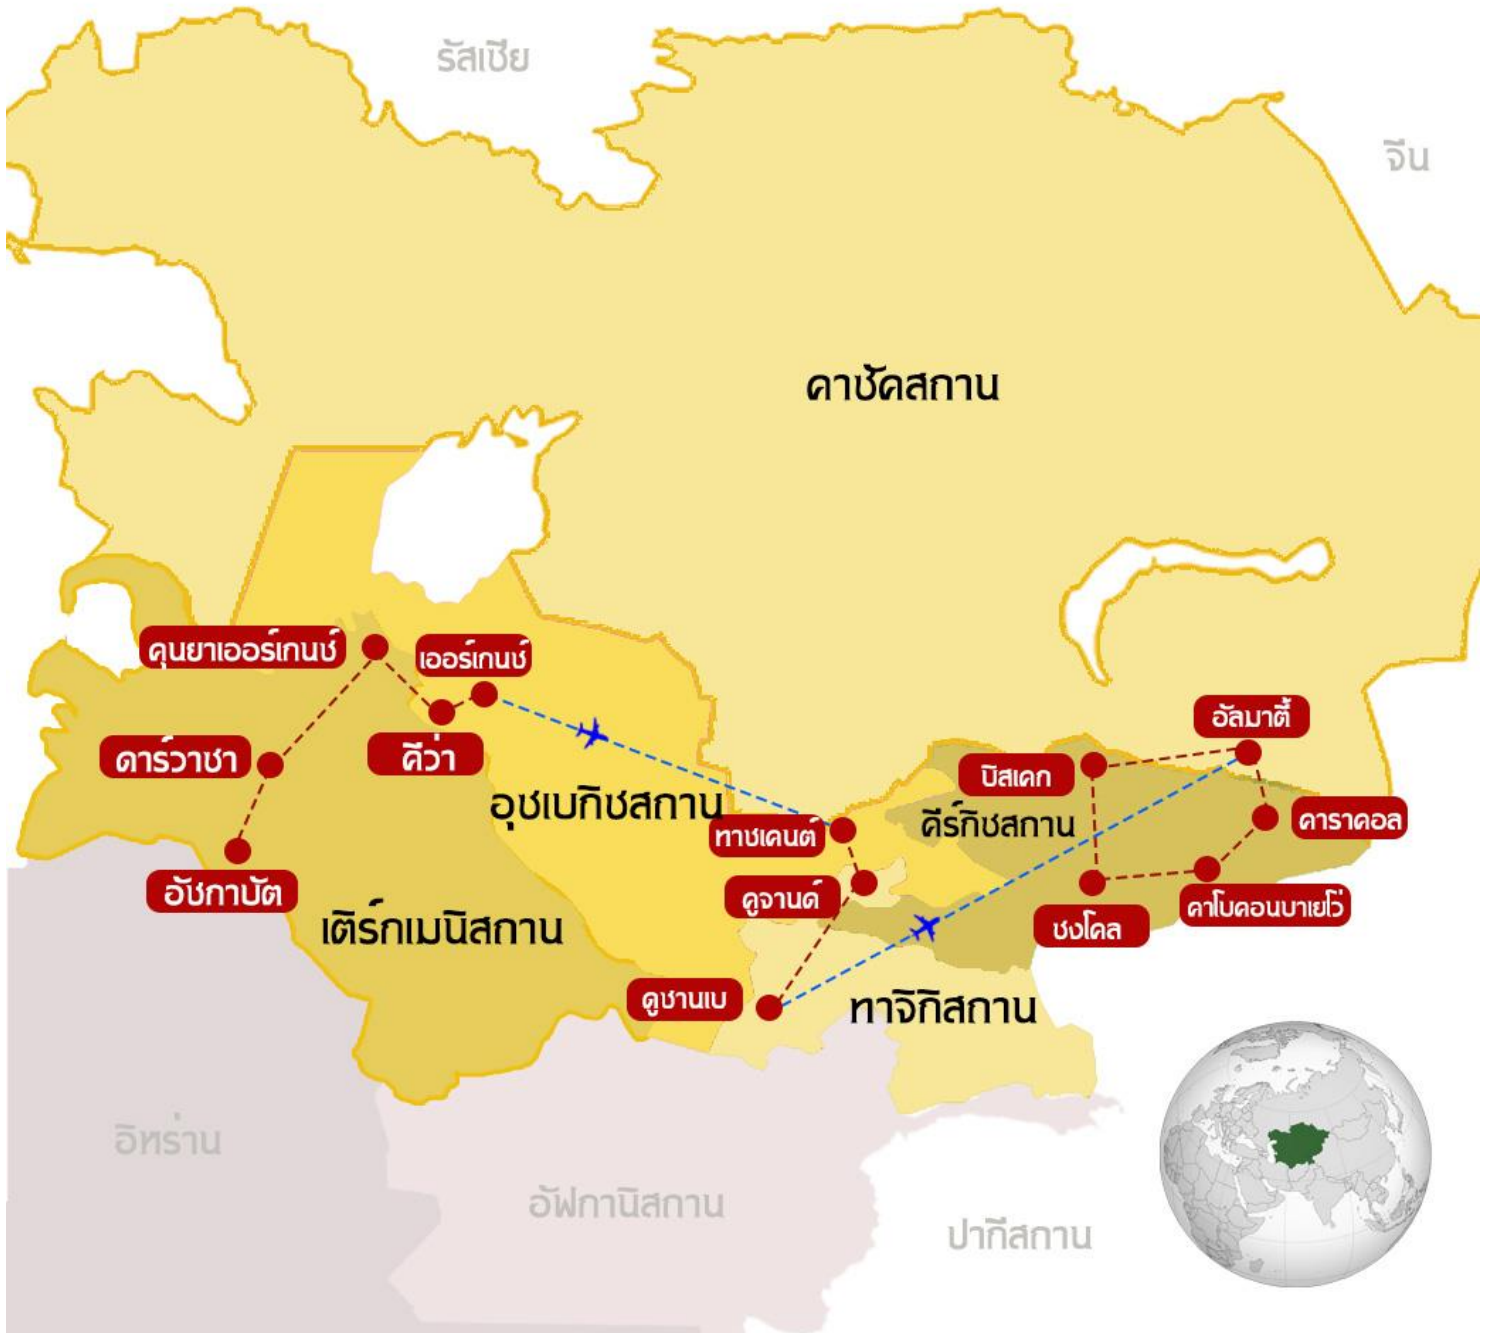 รัสเซีย
จีน
คาซัคสถาน
คุนยาเออร์เกนช์
เออร์เกนช์
อัลมาตี้
ดาร์วาซา
คีว่า
บิสเคก
อุซเบกิซสถาน
ทาชเคนต์
คีร์กิซสถาน
คาราคอล
อัชกาบัต
คูจานด์
คาโบคอนบาเยโว่
เติร์กเมนิสถาน
ซงโคล
ดูชานเบ
ทาจิกิสถาน
อิหร่าน
อัฟกานิสถาน
ปากีสถาน